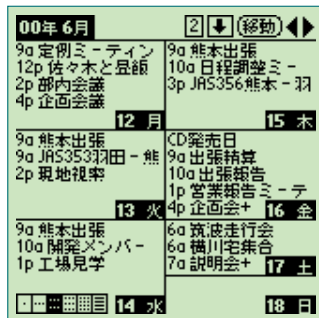 00年 6月
2 (移動)
9a 定例ミーティン
12p 佐々木と昼飯
2p 部内会議
4p 企画会議
12 月
9a 熊本出張
9a JAS353羽田-熊
2p 現地視察
13 火
9a 熊本出張
10a 開発メンバー
1p 工場見学
14 水
9a 熊本出張
10a 日程調整ミー
3p JAS356熊本-羽
15 木
CD発売日
9a 出張精算
10a 出張報告
1p 営業報告ミーテ
4p 企画会+
16 金
6a 筑波走行会
6a 横川宅集合
7a 説明会+
17 土
18 日